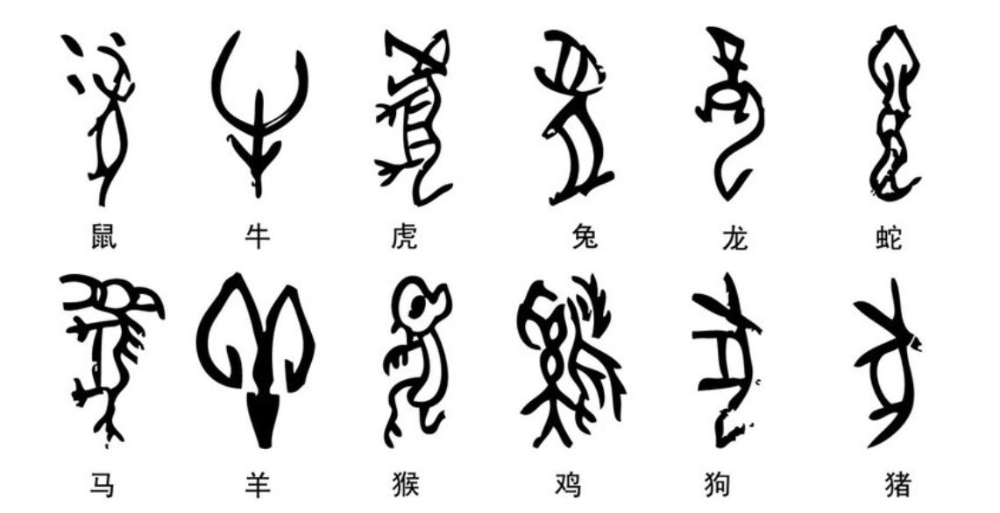 鼠 牛 虎 兔 龙 蛇
马 羊 猴 鸡 狗 猪